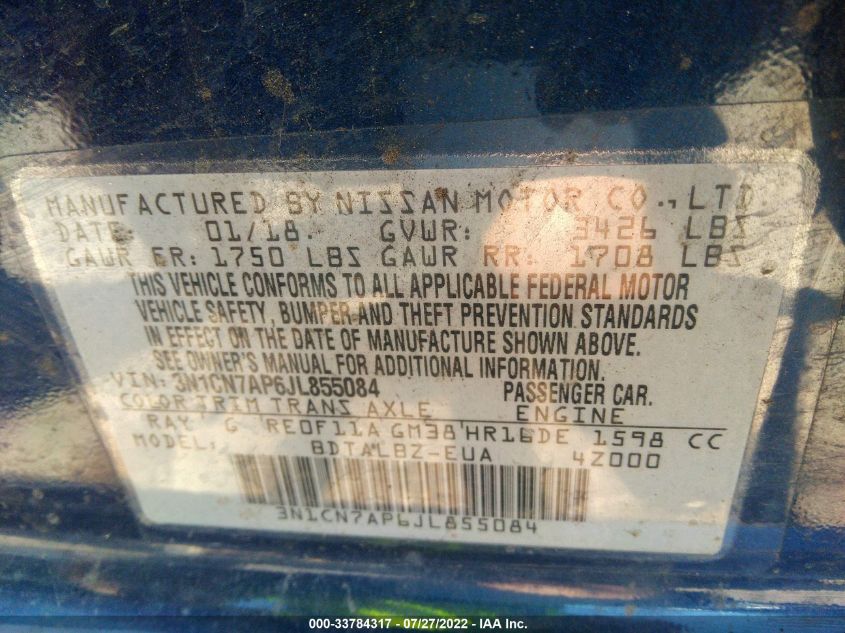 MANUFACTURED BY NISSAN MOTOR CO., LTD
DATE: 01/18. GVWR: 3426 LBS
GAWR FR: 1750 LBS GAWR RR: 1708 LBS
THIS VEHICLE CONFORMS TO ALL APPLICABLE FEDERAL MOTOR
VEHICLE SAFETY, BUMPER AND THEFT PREVENTION STANDARDS
IN EFFECT ON THE DATE OF MANUFACTURE SHOWN ABOVE.
SEE OWNER'S MANUAL FOR ADDITIONAL INFORMATION.
VIN: 3N1CN7AP6JL855084 PASSENGER CAR.
COLOR TRIM TRANS AXLE ENGINE
RAY G RE0F11A GM38 HR16DE 1598 CC
MODEL: BDTALBZ-EUA 4Z000
3N1CN7AP6JL855084
000-33784317 - 07/27/2022 - IAA Inc.